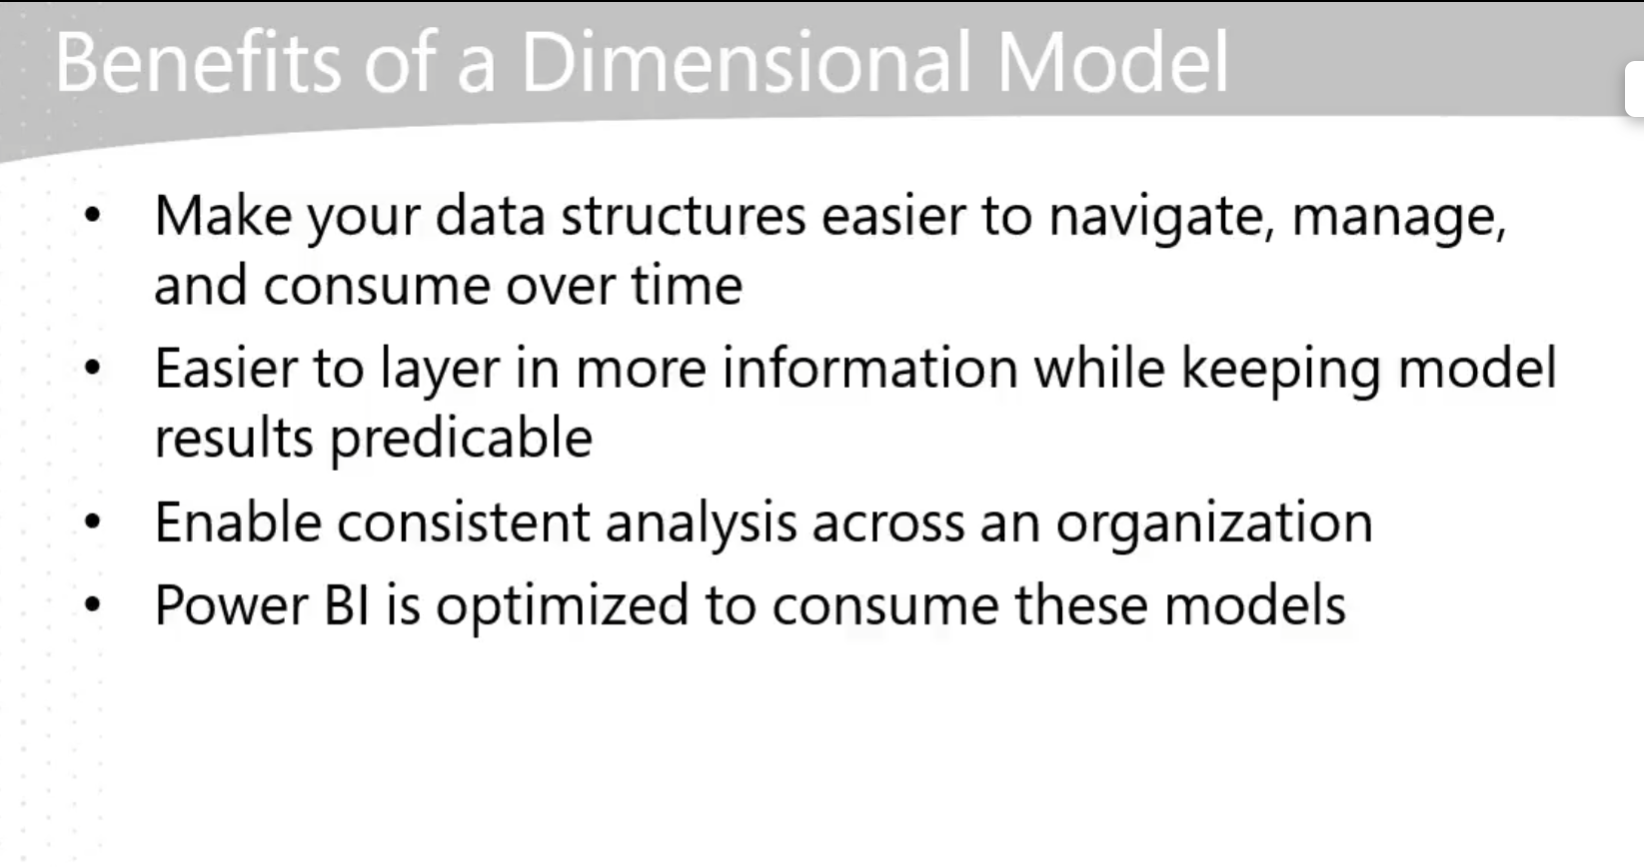 Benefits of a Dimensional Model
• Make your data structures easier to navigate, manage,
and consume over time
• Easier to layer in more information while keeping model
results predicable
• Enable consistent analysis across an organization
• Power BI is optimized to consume these models